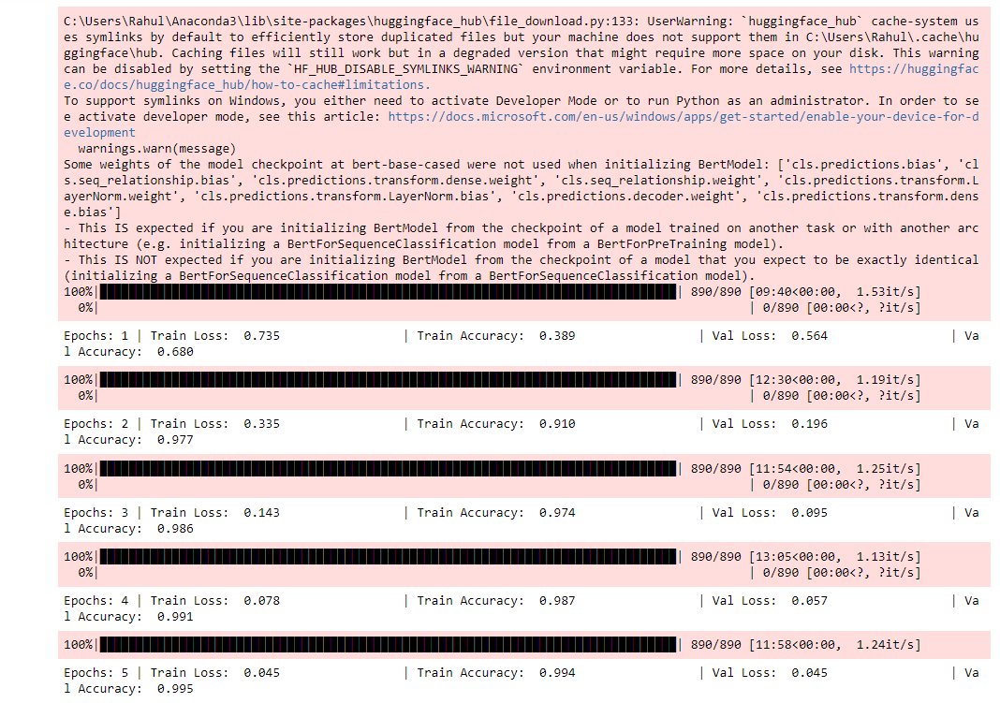 C:\Users\Rahul\Anaconda3\lib\site-packages\huggingface_hub\file_download.py:133: UserWarning: `huggingface_hub` cache-system us
es symlinks by default to efficiently store duplicated files but your machine does not support them in C:\Users\Rahul\.cache\hu
ggingface\hub. Caching files will still work but in a degraded version that might require more space on your disk. This warning
can be disabled by setting the `HF_HUB_DISABLE_SYMLINKS_WARNING` environment variable. For more details, see https://huggingfac
e.co/docs/huggingface_hub/how-to-cache#limitations.
To support symlinks on Windows, you either need to activate Developer Mode or to run Python as an administrator. In order to se
e activate developer mode, see this article: https://docs.microsoft.com/en-us/windows/apps/get-started/enable-your-device-for-d
evelopment
  warnings.warn(message)
Some weights of the model checkpoint at bert-base-cased were not used when initializing BertModel: ['cls.predictions.bias', 'cl
s.seq_relationship.bias', 'cls.predictions.transform.dense.weight', 'cls.seq_relationship.weight', 'cls.predictions.transform.L
ayerNorm.weight', 'cls.predictions.transform.LayerNorm.bias', 'cls.predictions.decoder.weight', 'cls.predictions.transform.dens
e.bias']
- This IS expected if you are initializing BertModel from the checkpoint of a model trained on another task or with another arc
hitecture (e.g. initializing a BertForSequenceClassification model from a BertForPreTraining model).
- This IS NOT expected if you are initializing BertModel from the checkpoint of a model that you expect to be exactly identical
(initializing a BertForSequenceClassification model from a BertForSequenceClassification model).
100%| | 890/890 [09:40<00:00,  1.53it/s]
0%| | 0/890 [00:00<?, ?it/s]
Epochs: 1 | Train Loss:  0.735 | Train Accuracy:  0.389 | Val Loss:  0.564 | Va
l Accuracy:  0.680
100%| | 890/890 [12:30<00:00,  1.19it/s]
0%| | 0/890 [00:00<?, ?it/s]
Epochs: 2 | Train Loss:  0.335 | Train Accuracy:  0.910 | Val Loss:  0.196 | Va
l Accuracy:  0.977
100%| | 890/890 [11:54<00:00,  1.25it/s]
0%| | 0/890 [00:00<?, ?it/s]
Epochs: 3 | Train Loss:  0.143 | Train Accuracy:  0.974 | Val Loss:  0.095 | Va
l Accuracy:  0.986
100%| | 890/890 [13:05<00:00,  1.13it/s]
0%| | 0/890 [00:00<?, ?it/s]
Epochs: 4 | Train Loss:  0.078 | Train Accuracy:  0.987 | Val Loss:  0.057 | Va
l Accuracy:  0.991
100%| | 890/890 [11:58<00:00,  1.24it/s]
Epochs: 5 | Train Loss:  0.045 | Train Accuracy:  0.994 | Val Loss:  0.045 | Va
l Accuracy:  0.995